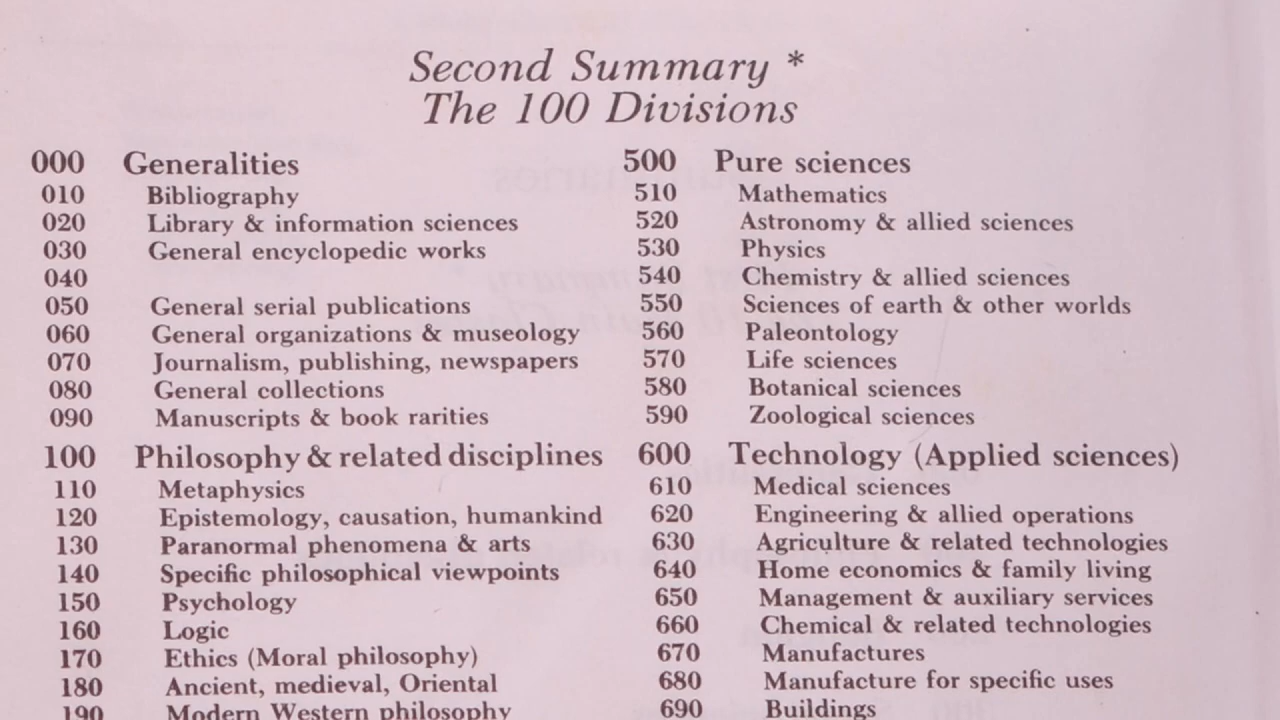 Second Summary *
The 100 Divisions
000 Generalities
010 Bibliography
020 Library & information sciences
030 General encyclopedic works
040
050 General serial publications
060 General organizations & museology
070 Journalism, publishing, newspapers
080 General collections
090 Manuscripts & book rarities
100 Philosophy & related disciplines
110 Metaphysics
120 Epistemology, causation, humankind
130 Paranormal phenomena & arts
140 Specific philosophical viewpoints
150 Psychology
160 Logic
170 Ethics (Moral philosophy)
180 Ancient, medieval, Oriental
190 Modern Western philosophy
500 Pure sciences
510 Mathematics
520 Astronomy & allied sciences
530 Physics
540 Chemistry & allied sciences
550 Sciences of earth & other worlds
560 Paleontology
570 Life sciences
580 Botanical sciences
590 Zoological sciences
600 Technology (Applied sciences)
610 Medical sciences
620 Engineering & allied operations
630 Agriculture & related technologies
640 Home economics & family living
650 Management & auxiliary services
660 Chemical & related technologies
670 Manufactures
680 Manufacture for specific uses
690 Buildings